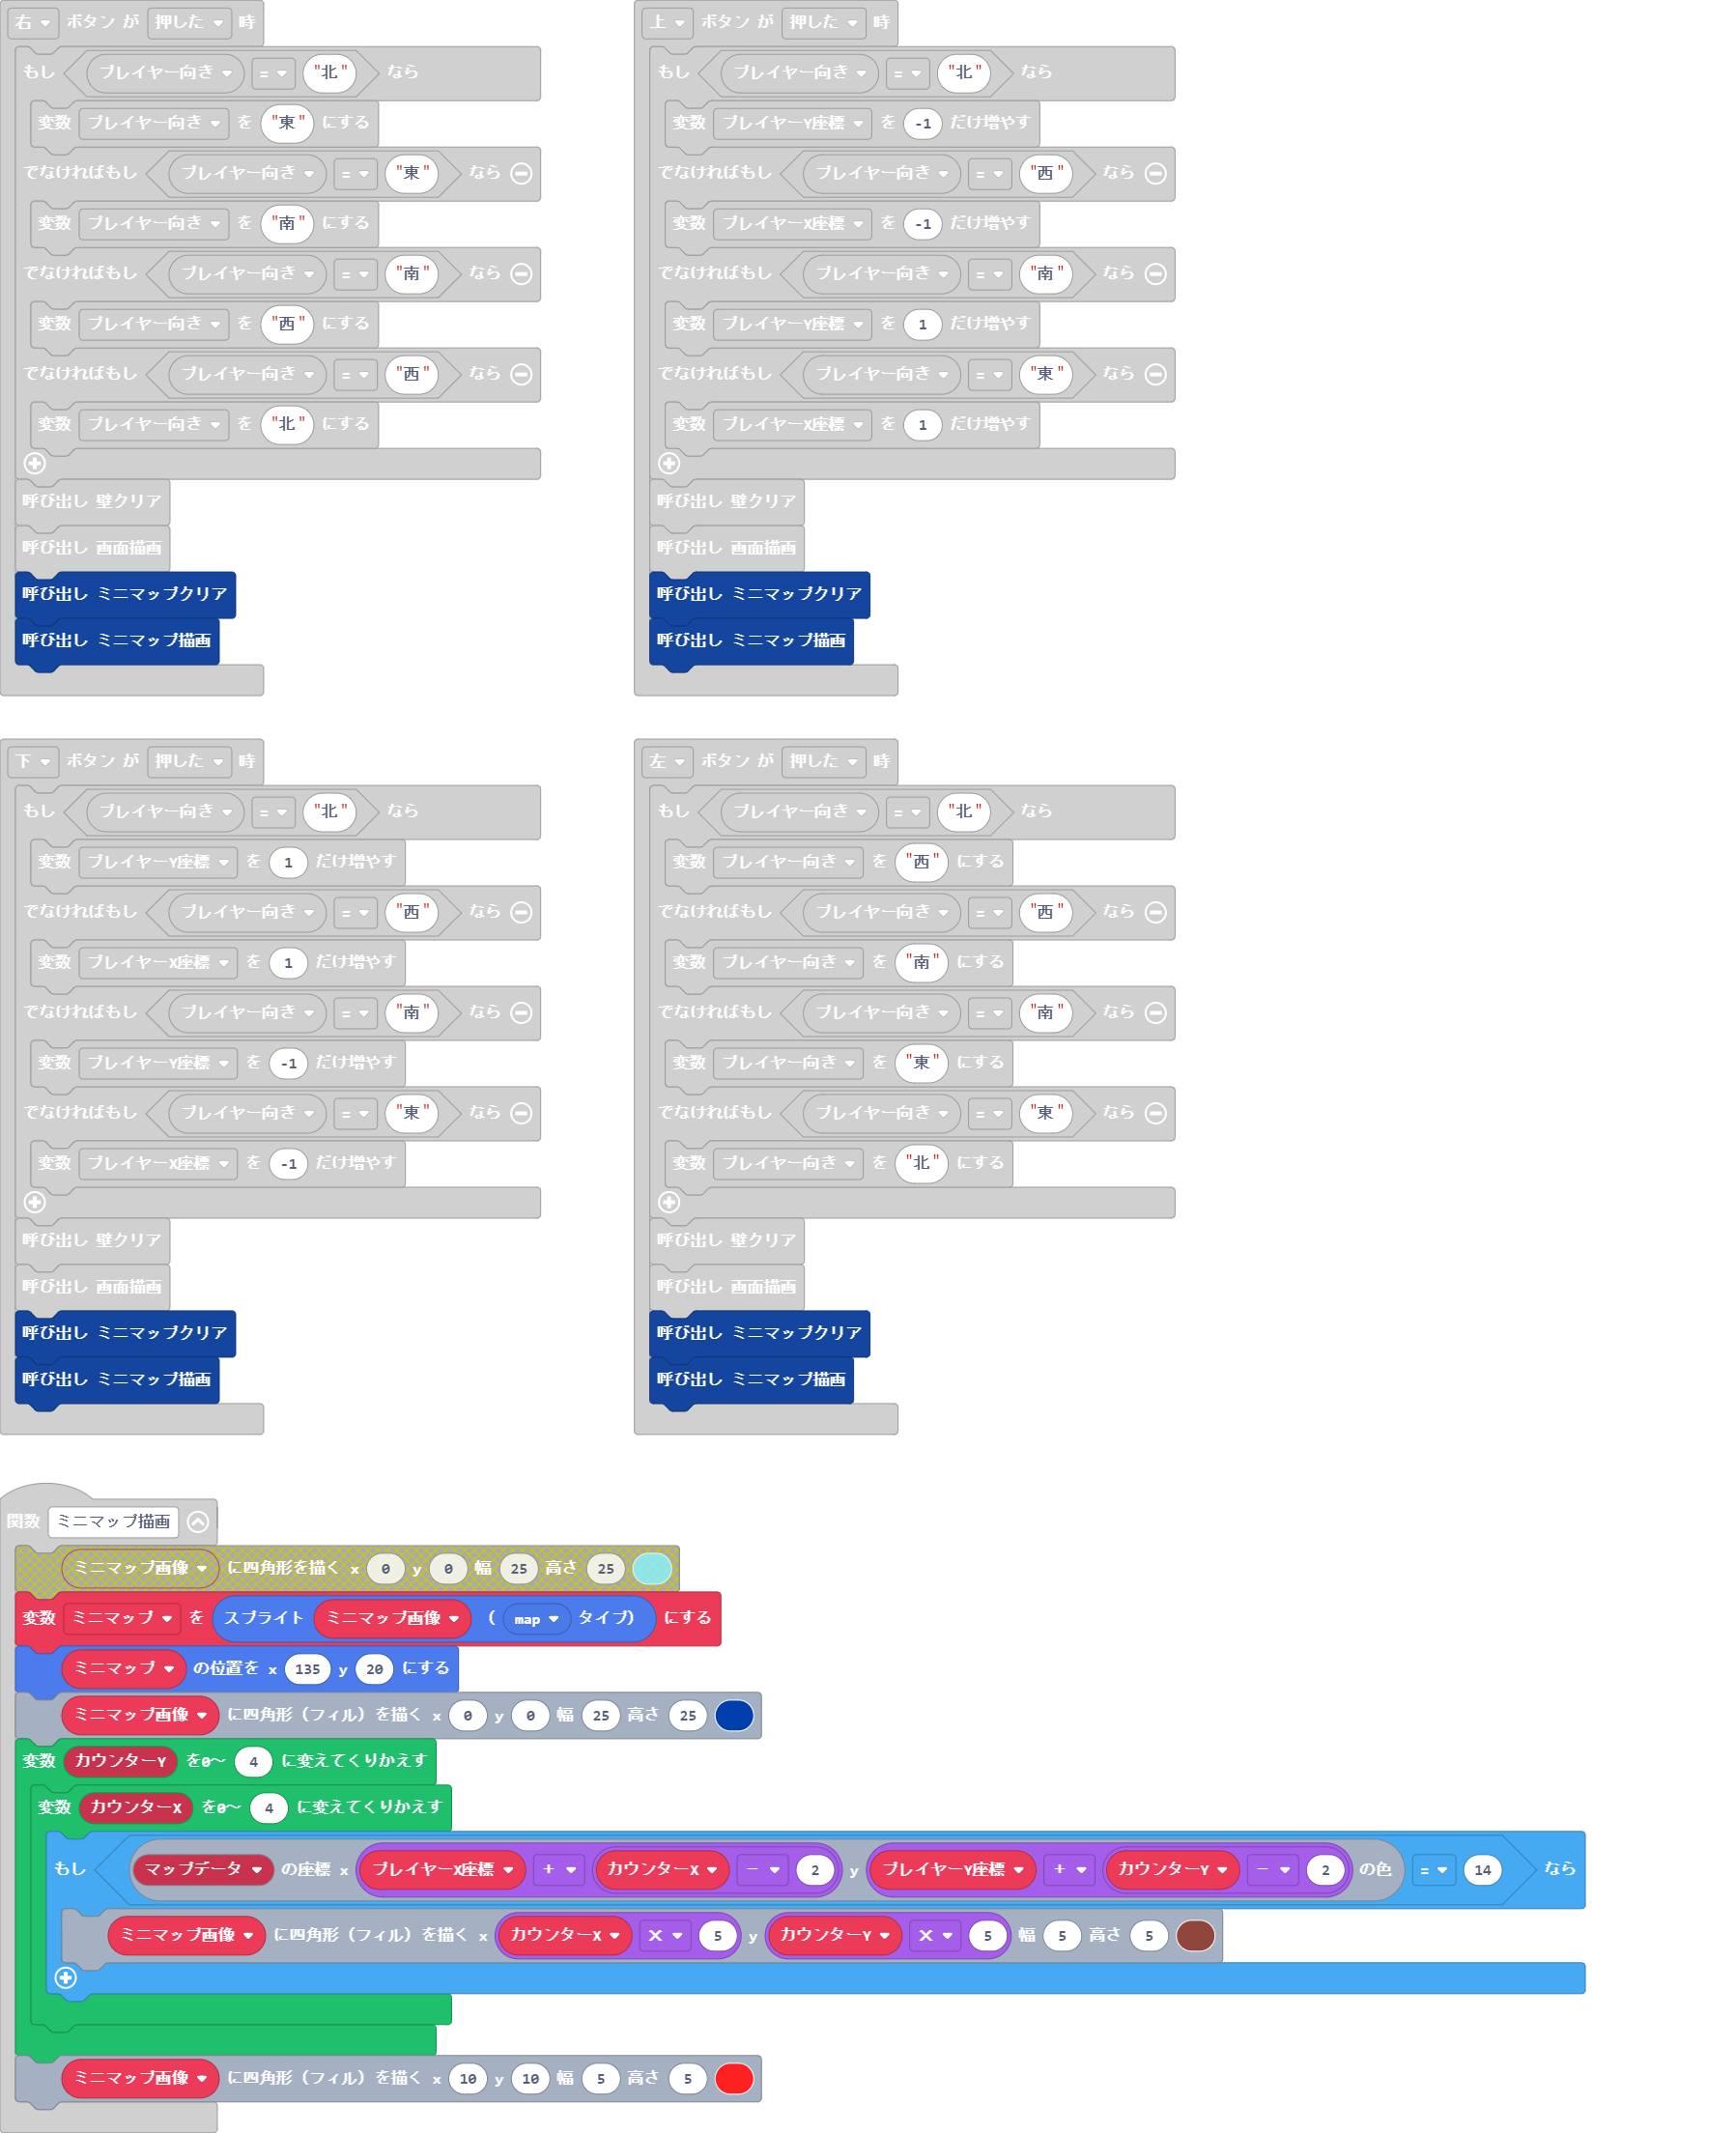 右 ボタン が 押した 時
もし プレイヤー向き = "北" なら
変数 プレイヤー向き を "東" にする
でなければもし プレイヤー向き = "東" なら
変数 プレイヤー向き を "南" にする
でなければもし プレイヤー向き = "南" なら
変数 プレイヤー向き を "西" にする
でなければもし プレイヤー向き = "西" なら
変数 プレイヤー向き を "北" にする
呼び出し 壁クリア
呼び出し 画面描画
呼び出し ミニマップクリア
呼び出し ミニマップ描画
上 ボタン が 押した 時
もし プレイヤー向き = "北" なら
変数 プレイヤーY座標 を -1 だけ増やす
でなければもし プレイヤー向き = "西" なら
変数 プレイヤーX座標 を -1 だけ増やす
でなければもし プレイヤー向き = "南" なら
変数 プレイヤーY座標 を 1 だけ増やす
でなければもし プレイヤー向き = "東" なら
変数 プレイヤーX座標 を 1 だけ増やす
呼び出し 壁クリア
呼び出し 画面描画
呼び出し ミニマップクリア
呼び出し ミニマップ描画
下 ボタン が 押した 時
もし プレイヤー向き = "北" なら
変数 プレイヤーY座標 を 1 だけ増やす
でなければもし プレイヤー向き = "西" なら
変数 プレイヤーX座標 を 1 だけ増やす
でなければもし プレイヤー向き = "南" なら
変数 プレイヤーY座標 を -1 だけ増やす
でなければもし プレイヤー向き = "東" なら
変数 プレイヤーX座標 を -1 だけ増やす
呼び出し 壁クリア
呼び出し 画面描画
呼び出し ミニマップクリア
呼び出し ミニマップ描画
左 ボタン が 押した 時
もし プレイヤー向き = "北" なら
変数 プレイヤー向き を "西" にする
でなければもし プレイヤー向き = "西" なら
変数 プレイヤー向き を "南" にする
でなければもし プレイヤー向き = "南" なら
変数 プレイヤー向き を "東" にする
でなければもし プレイヤー向き = "東" なら
変数 プレイヤー向き を "北" にする
呼び出し 壁クリア
呼び出し 画面描画
呼び出し ミニマップクリア
呼び出し ミニマップ描画
関数 ミニマップ描画
ミニマップ画像 に四角形を描く x 0 y 0 幅 25 高さ 25
変数 ミニマップ を スプライト ミニマップ画像 ( map タイプ) にする
ミニマップ の位置を x 135 y 20 にする
ミニマップ画像 に四角形 (フィル) を描く x 0 y 0 幅 25 高さ 25
変数 カウンターY を0〜 4 に変えてくりかえす
変数 カウンターX を0〜 4 に変えてくりかえす
もし マップデータ の座標 x プレイヤーX座標 + カウンターX - 2 y プレイヤーY座標 + カウンターY - 2 の色 = 14 なら
ミニマップ画像 に四角形 (フィル) を描く x カウンターX × 5 y カウンターY × 5 幅 5 高さ 5
ミニマップ画像 に四角形 (フィル) を描く x 10 y 10 幅 5 高さ 5